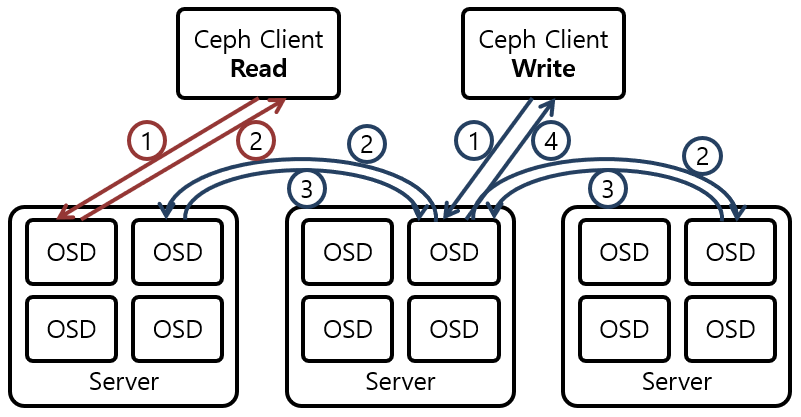 Ceph Client
Read
Ceph Client
Write
1
2
2
3
1
4
2
3
OSD
OSD
OSD
OSD
Server
OSD
OSD
OSD
OSD
Server
OSD
OSD
OSD
OSD
Server